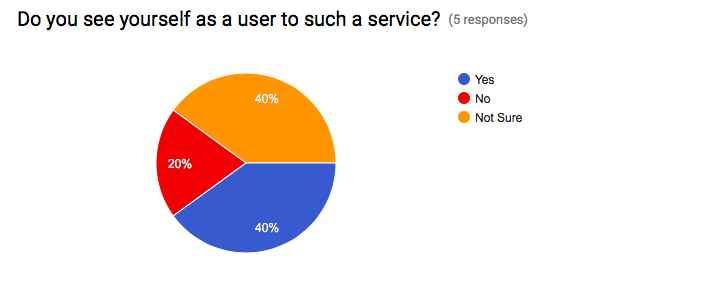 Do you see yourself as a user to such a service? (5 responses)
Yes
No
Not Sure
40%
20%
40%